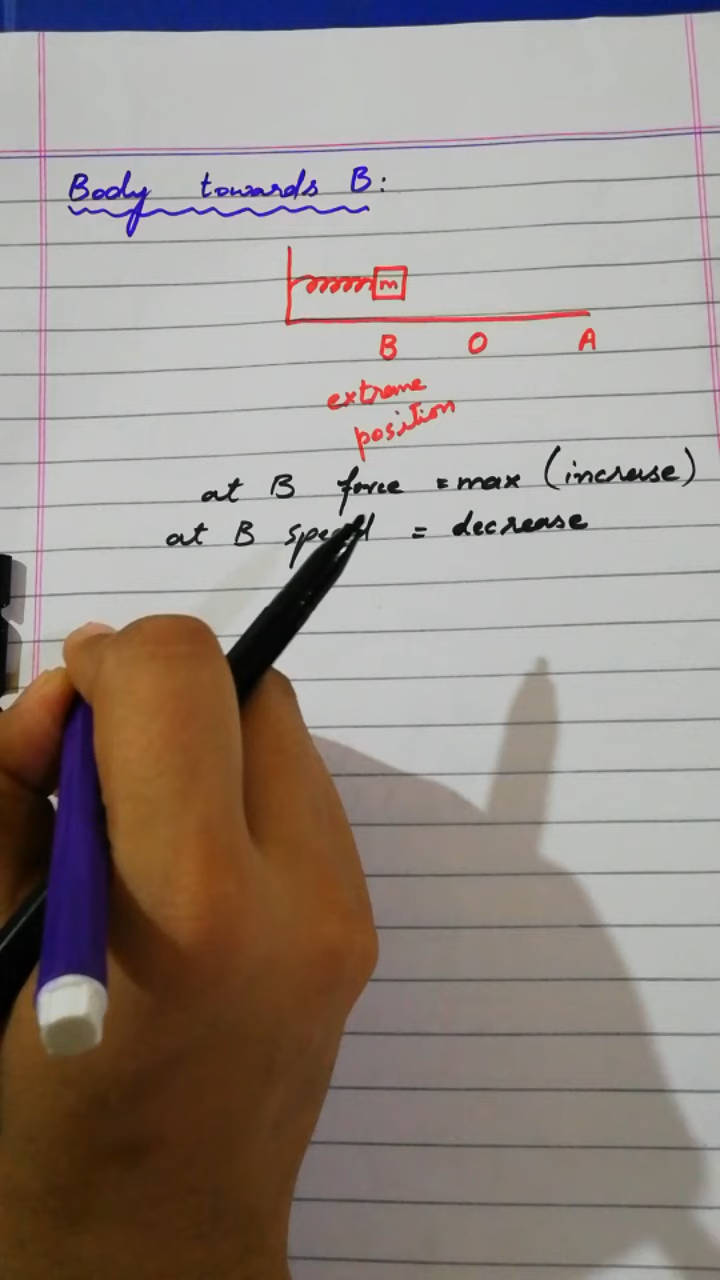 Body towards B:
m
B O A
extreme
position
at B force = max (increase)
at B speed = decrease